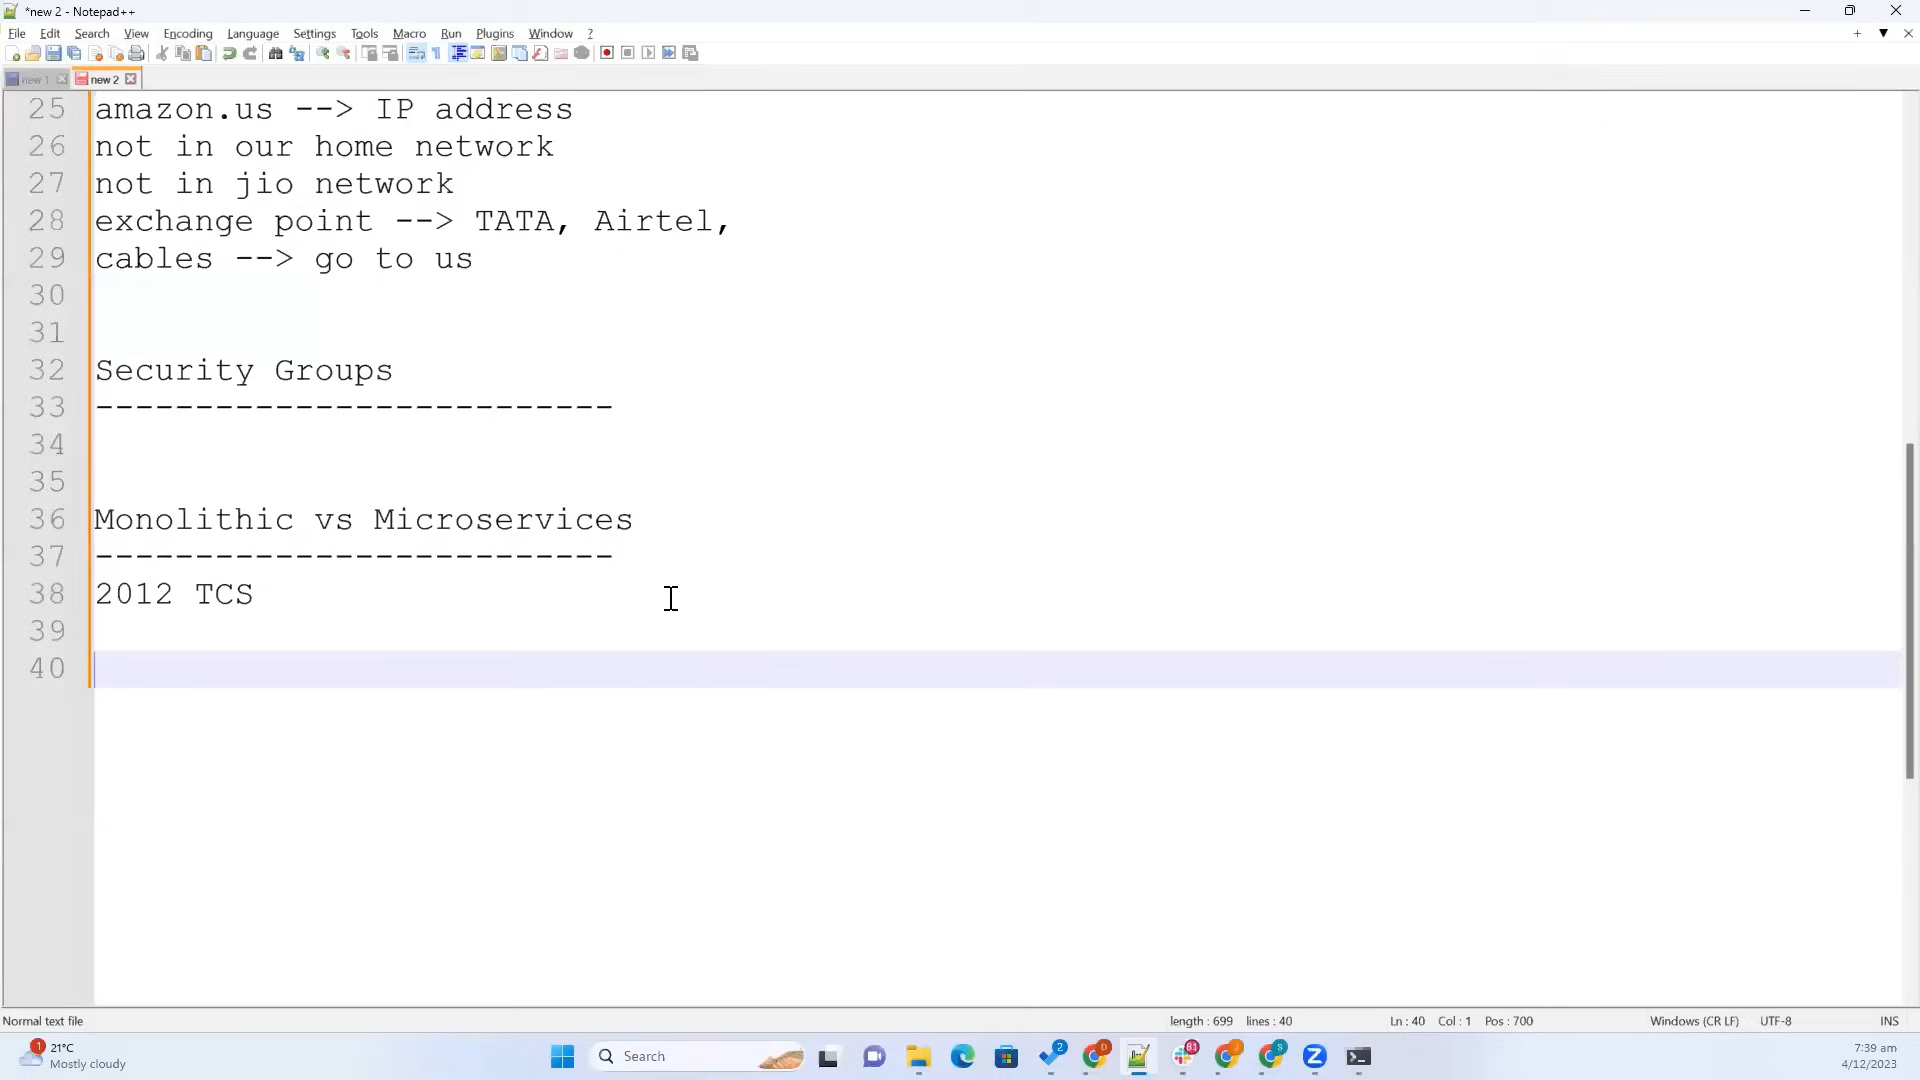 *new 2 - Notepad++
File Edit Search View Encoding Language Settings Tools Macro Run Plugins Window ?
new 1 new 2
25 amazon.us --> IP address
26 not in our home network
27 not in jio network
28 exchange point --> TATA, Airtel,
29 cables --> go to us
30
31
32 Security Groups
33 --------------------------
34
35
36 Monolithic vs Microservices
37 --------------------------
38 2012 TCS
39
40
Normal text file length : 699 lines : 40 Ln : 40 Col : 1 Pos : 700 Windows (CR LF) UTF-8 INS
1 21°C Search 2 D 81 J S 7:39 am
Mostly cloudy 4/12/2023